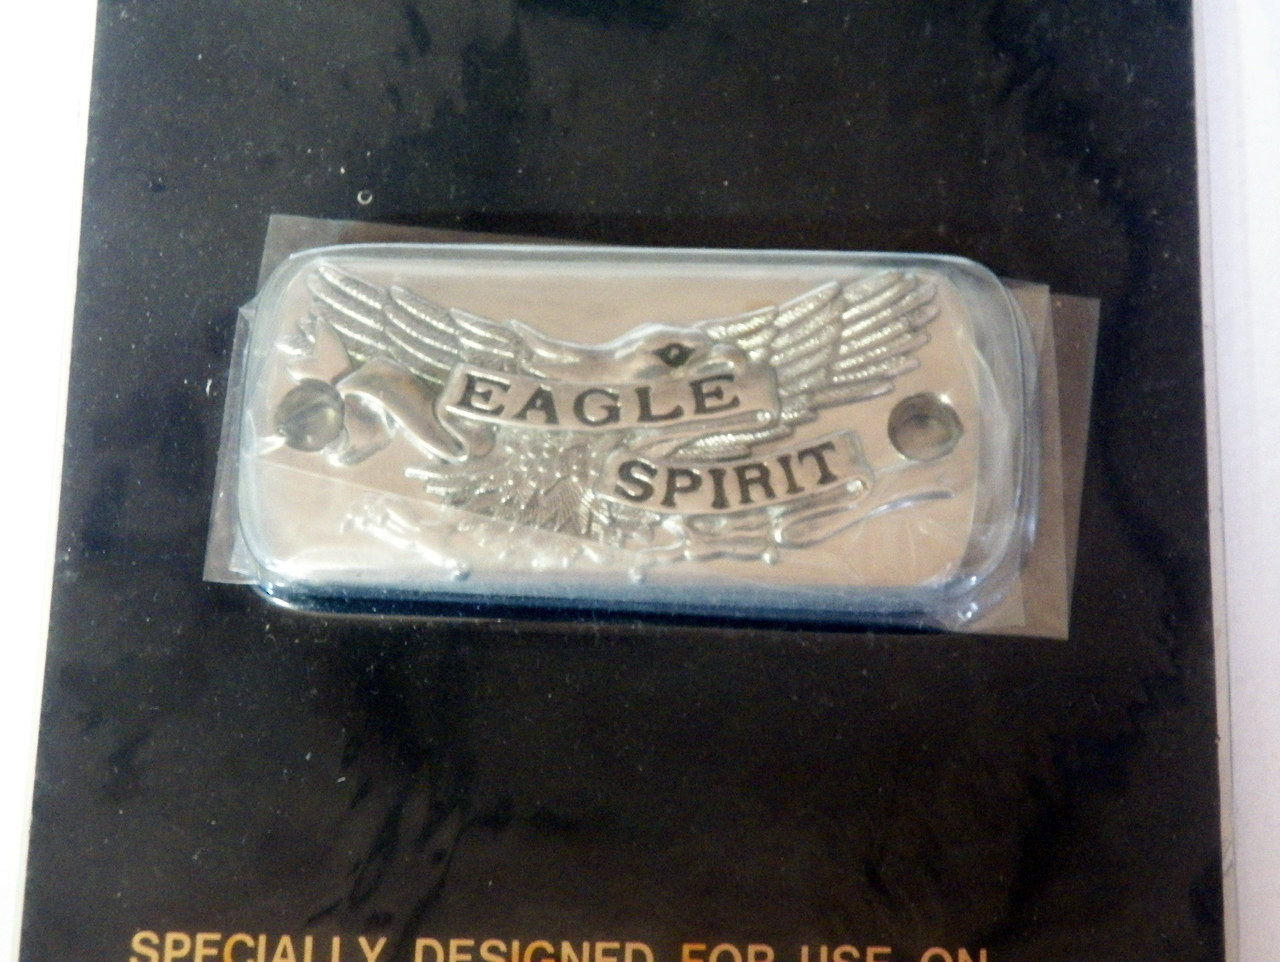 EAGLE
SPIRIT
SPECIALLY DESIGNED FOR USE ON